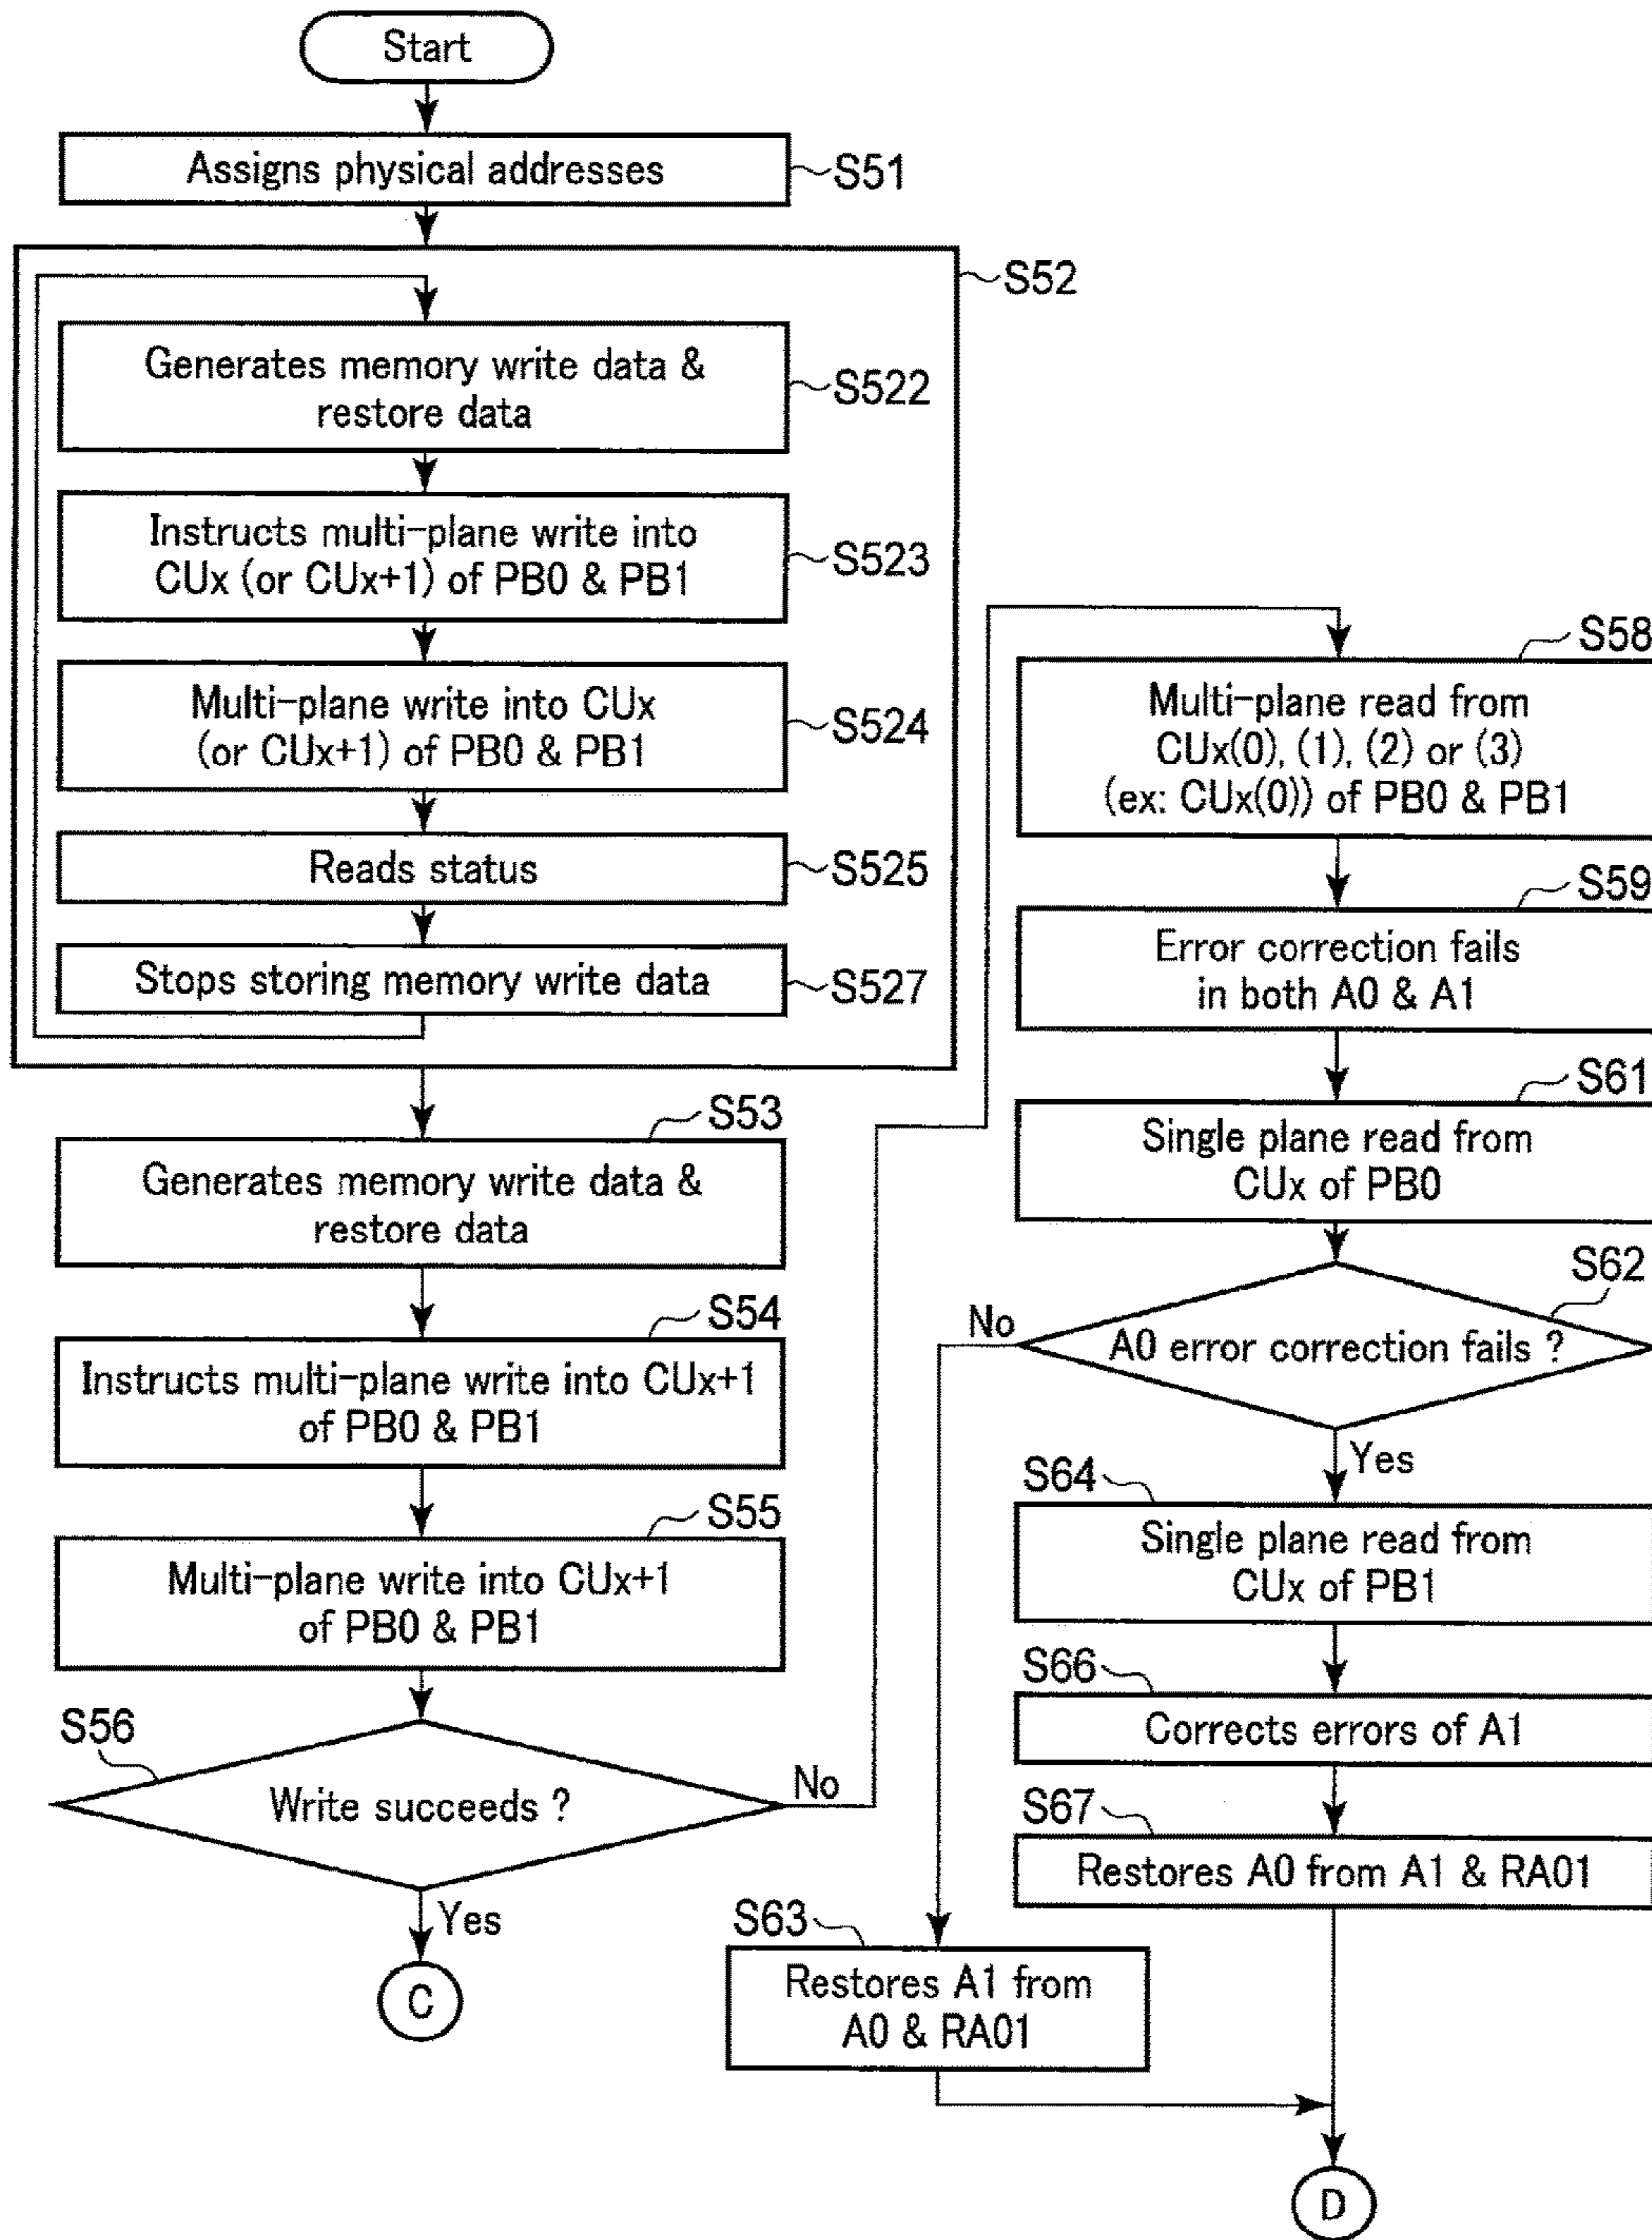 Start
Assigns physical addresses
S51
S52
Generates memory write data &
restore data
S522
Instructs multi-plane write into
CUx (or CUx+1) of PB0 & PB1
S523
Multi-plane write into CUx
(or CUx+1) of PB0 & PB1
S524
Reads status
S525
Stops storing memory write data
S527
S53
Generates memory write data &
restore data
S54
Instructs multi-plane write into CUx+1
of PB0 & PB1
S55
Multi-plane write into CUx+1
of PB0 & PB1
S56
Write succeeds ?
No
Yes
C
S58
Multi-plane read from
CUx(0), (1), (2) or (3)
(ex: CUx(0)) of PB0 & PB1
S59
Error correction fails
in both A0 & A1
S61
Single plane read from
CUx of PB0
S62
A0 error correction fails ?
No
Yes
S64
Single plane read from
CUx of PB1
S66
Corrects errors of A1
S67
Restores A0 from A1 & RA01
S63
Restores A1 from
A0 & RA01
D